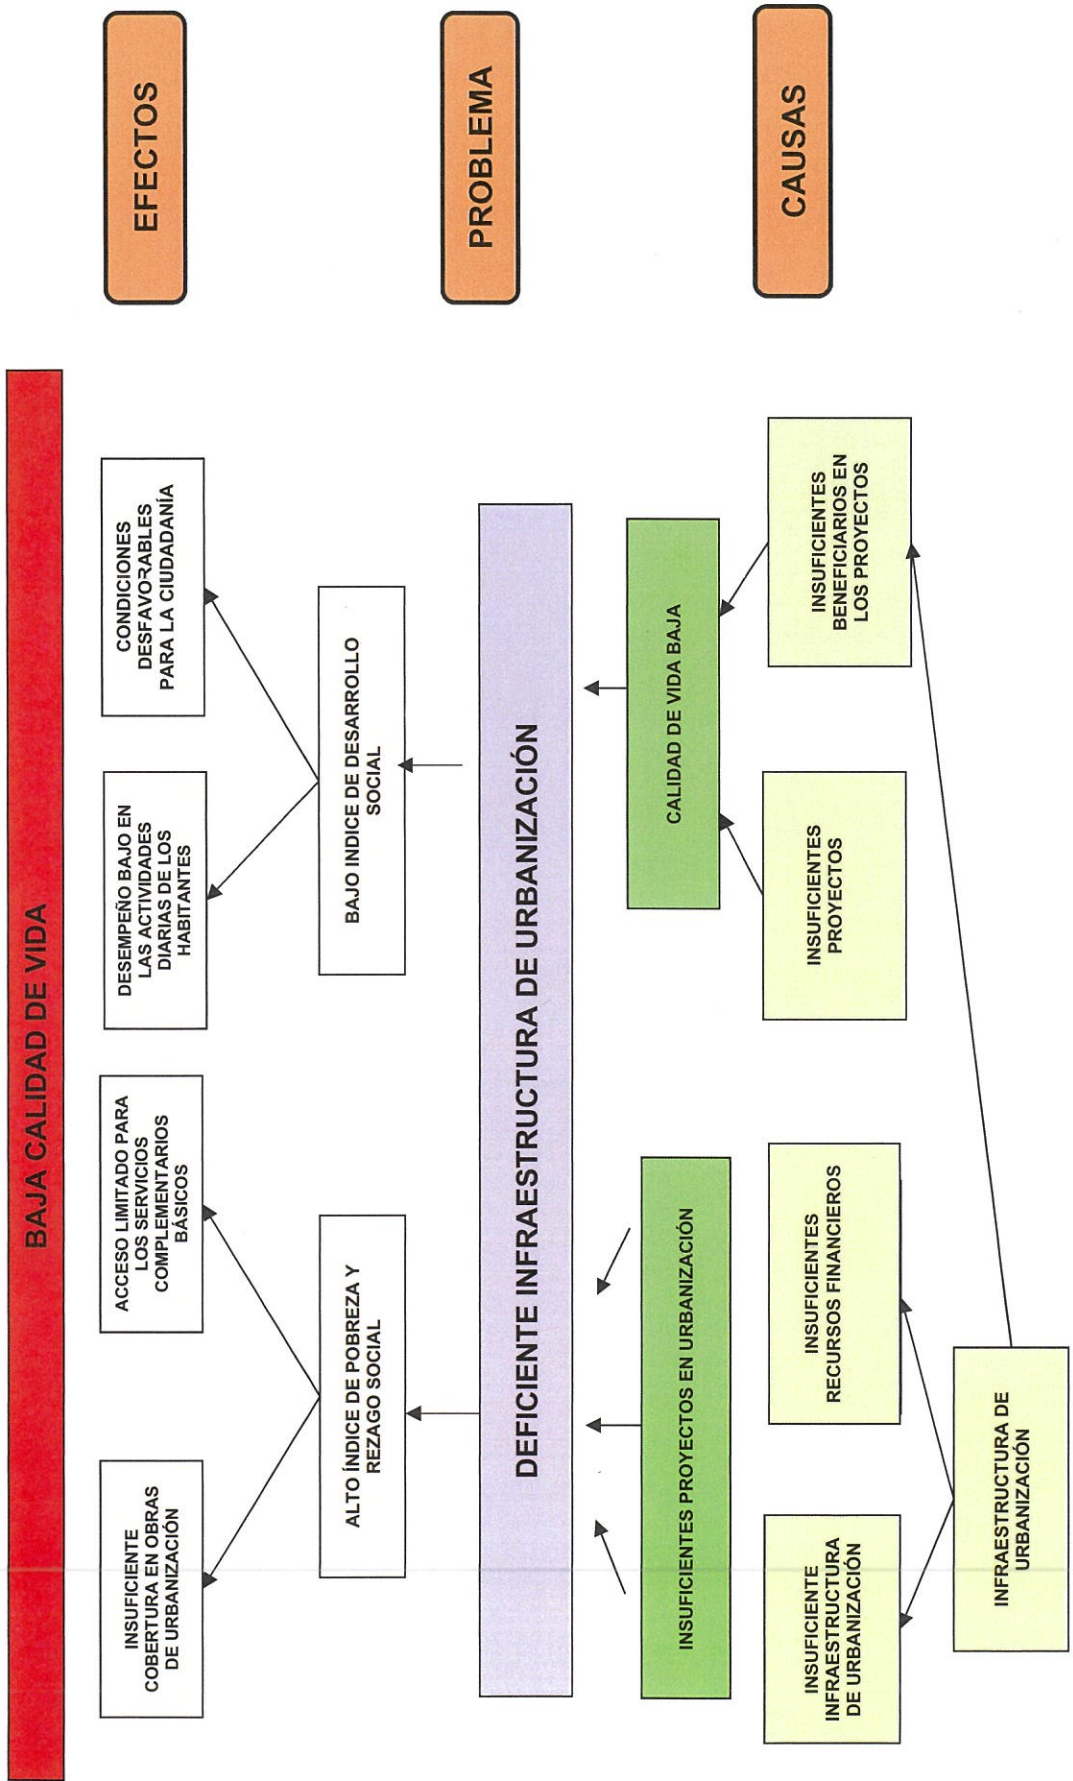 BAJA CALIDAD DE VIDA
INSUFICIENTE
COBERTURA EN OBRAS
DE URBANIZACIÓN
ACCESO LIMITADO PARA
LOS SERVICIOS
COMPLEMENTARIOS
BÁSICOS
DESEMPEÑO BAJO EN
LAS ACTIVIDADES
DIARIAS DE LOS
HABITANTES
CONDICIONES
DESFAVORABLES
PARA LA CIUDADANÍA
EFECTOS
ALTO ÍNDICE DE POBREZA Y
REZAGO SOCIAL
BAJO INDICE DE DESARROLLO
SOCIAL
DEFICIENTE INFRAESTRUCTURA DE URBANIZACIÓN
PROBLEMA
INSUFICIENTES PROYECTOS EN URBANIZACIÓN
CALIDAD DE VIDA BAJA
INSUFICIENTE
INFRAESTRUCTURA
DE URBANIZACIÓN
INSUFICIENTES
RECURSOS FINANCIEROS
INSUFICIENTES
PROYECTOS
INSUFICIENTES
BENEFICIARIOS EN
LOS PROYECTOS
CAUSAS
INFRAESTRUCTURA DE
URBANIZACIÓN